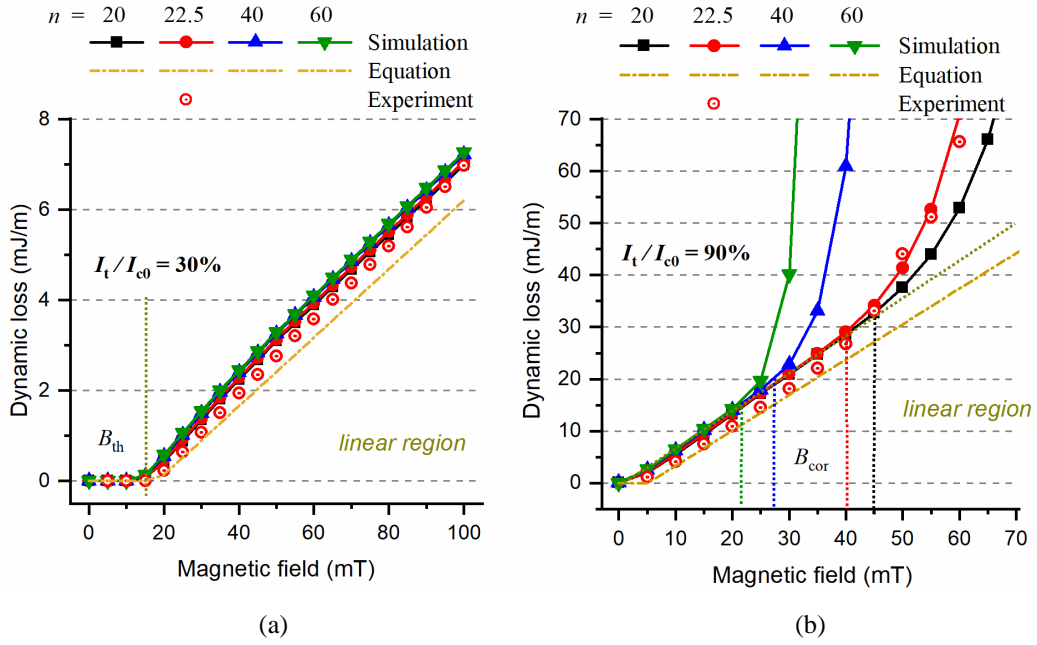 n = 20 22.5 40 60
Simulation
Equation
Experiment
8
6
4
2
0
Dynamic loss (mJ/m)
It / Ic0 = 30%
Bth
linear region
0 20 40 60 80 100
Magnetic field (mT)
(a)
n = 20 22.5 40 60
Simulation
Equation
Experiment
70
60
50
40
30
20
10
0
Dynamic loss (mJ/m)
It / Ic0 = 90%
linear region
Bcor
0 10 20 30 40 50 60 70
Magnetic field (mT)
(b)